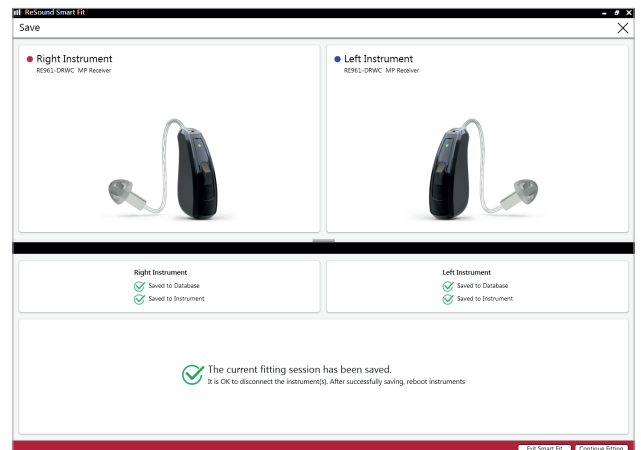 ReSound Smart Fit
Save
Right Instrument
RE961-DRWC MP Receiver
Left Instrument
RE961-DRWC MP Receiver
Right Instrument
Saved to Database
Saved to Instrument
Left Instrument
Saved to Database
Saved to Instrument
The current fitting session has been saved.
It is OK to disconnect the instrument(s). After successfully saving, reboot instruments
Exit Smart Fit
Continue Fitting